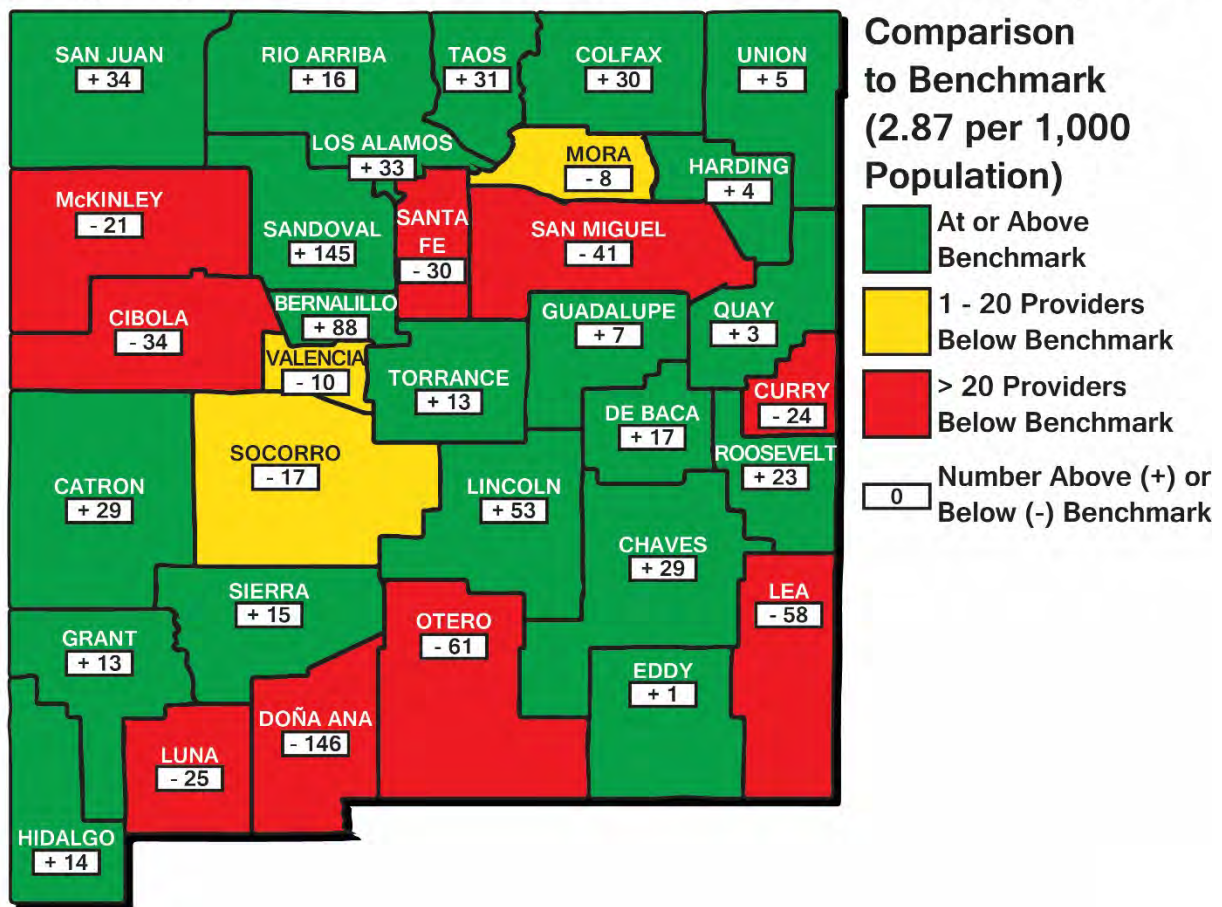 SAN JUAN
+ 34
RIO ARRIBA
+ 16
TAOS
+ 31
COLFAX
+ 30
UNION
+ 5
LOS ALAMOS
+ 33
MORA
- 8
HARDING
+ 4
McKINLEY
- 21
SANDOVAL
+ 145
SANTA
FE
- 30
SAN MIGUEL
- 41
CIBOLA
- 34
BERNALILLO
+ 88
GUADALUPE
+ 7
QUAY
+ 3
VALENCIA
- 10
TORRANCE
+ 13
CURRY
- 24
DE BACA
+ 17
SOCORRO
- 17
ROOSEVELT
+ 23
CATRON
+ 29
LINCOLN
+ 53
CHAVES
+ 29
SIERRA
+ 15
OTERO
- 61
LEA
- 58
GRANT
+ 13
EDDY
+ 1
DOÑA ANA
- 146
LUNA
- 25
HIDALGO
+ 14
Comparison
to Benchmark
(2.87 per 1,000
Population)
At or Above
Benchmark
1 - 20 Providers
Below Benchmark
> 20 Providers
Below Benchmark
0
Number Above (+) or
Below (-) Benchmark